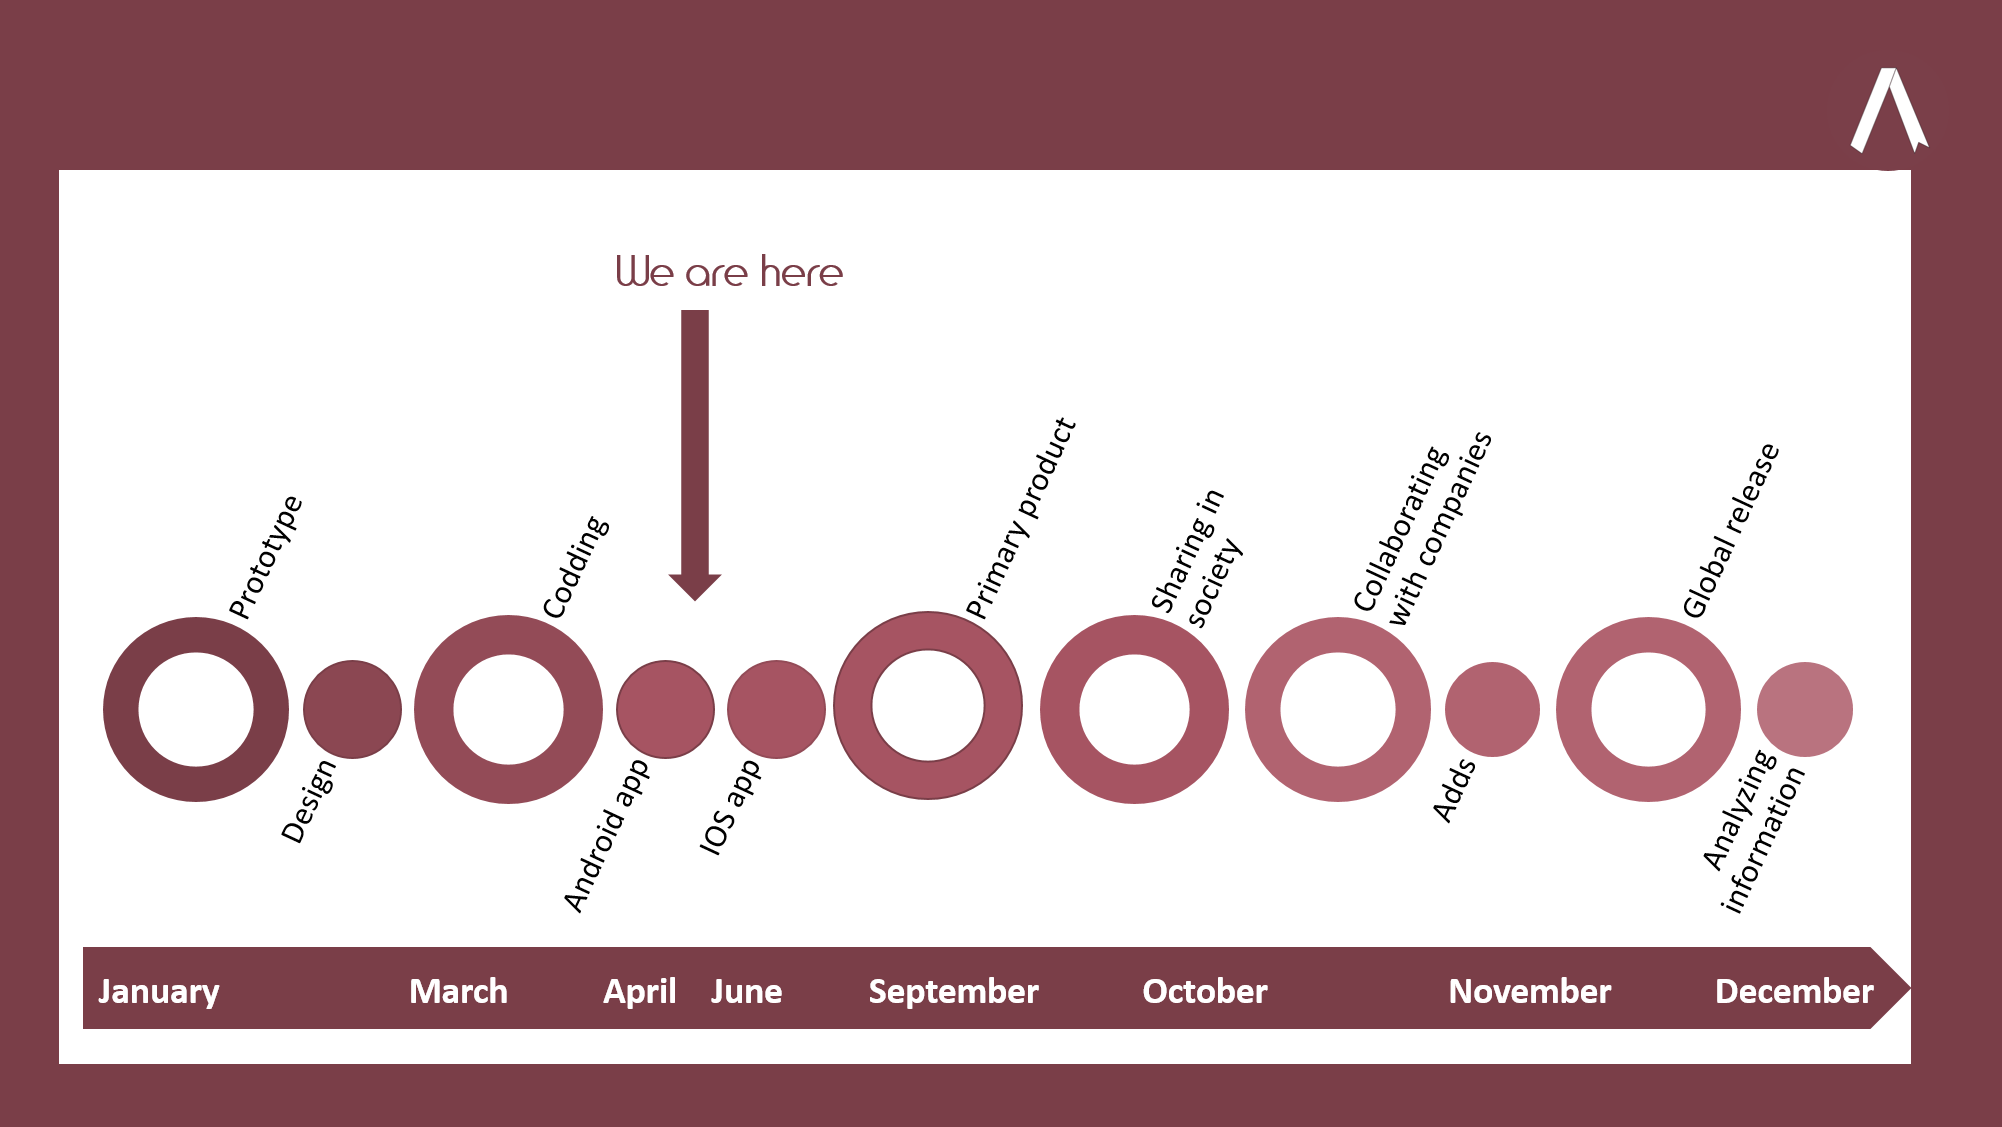 We are here
Prototype
Design
Codding
Android app
IOS app
Primary product
Sharing in
society
Collaborating
with companies
Adds
Global release
Analyzing
information
January March April June September October November December